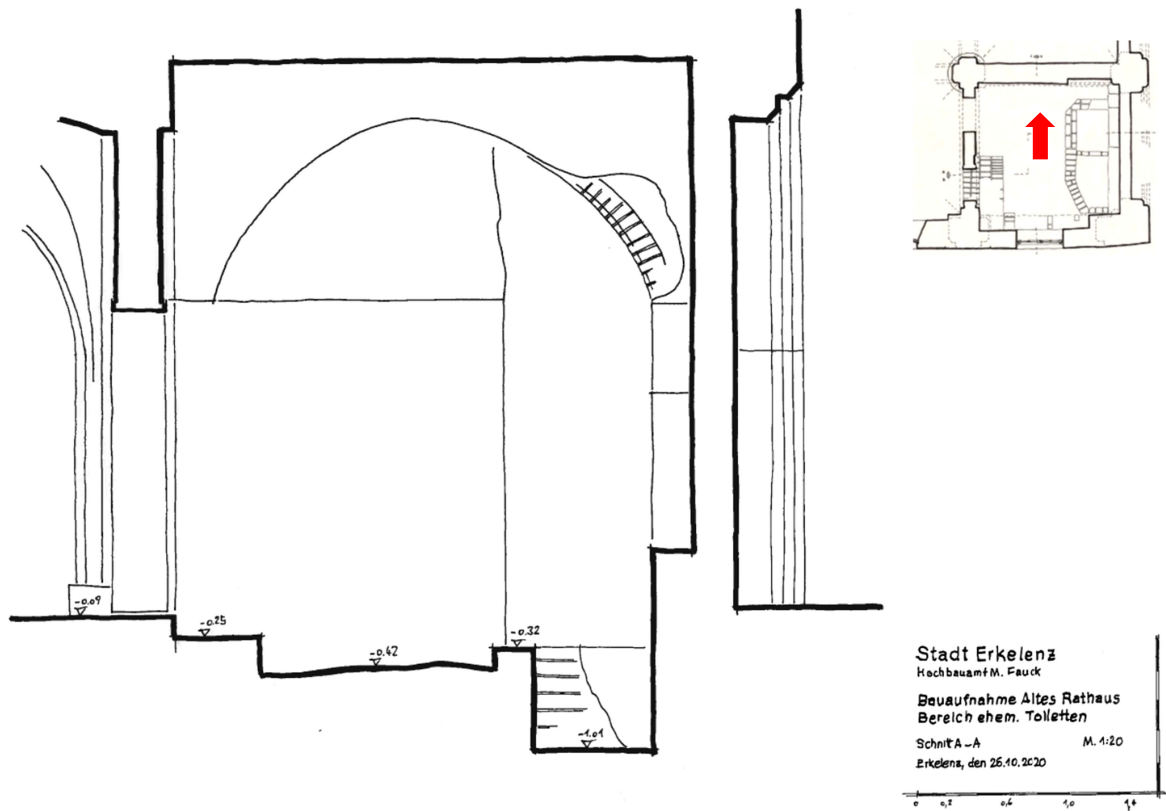 -0.09
-0.25
-0.42
-0.32
-1.01
Stadt Erkelenz
Hochbauamt M. Fauck
Bauaufnahme Altes Rathaus
Bereich ehem. Toiletten
Schnitt A-A M. 1:20
Erkelenz, den 26.10.2020
0 0,2 0,6 1,0 1,4